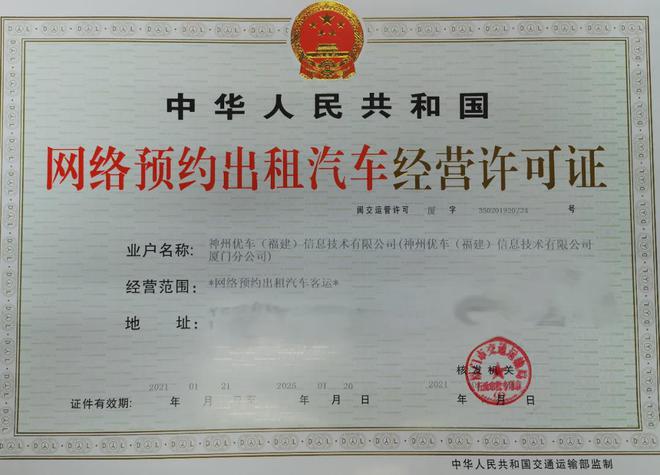 中华人民共和国
网络预约出租汽车经营许可证
闽交运管许可 厦 字 350201920724 号
业户名称: 神州优车（福建）信息技术有限公司(神州优车（福建）信息技术有限公司
厦门分公司)
经营范围: *网络预约出租汽车客运*
地 址:
核发机关
2021 01 21 2026 01 20 2021
证件有效期: 年 月 日至 年 月 日 年 月 日
中华人民共和国交通运输部监制